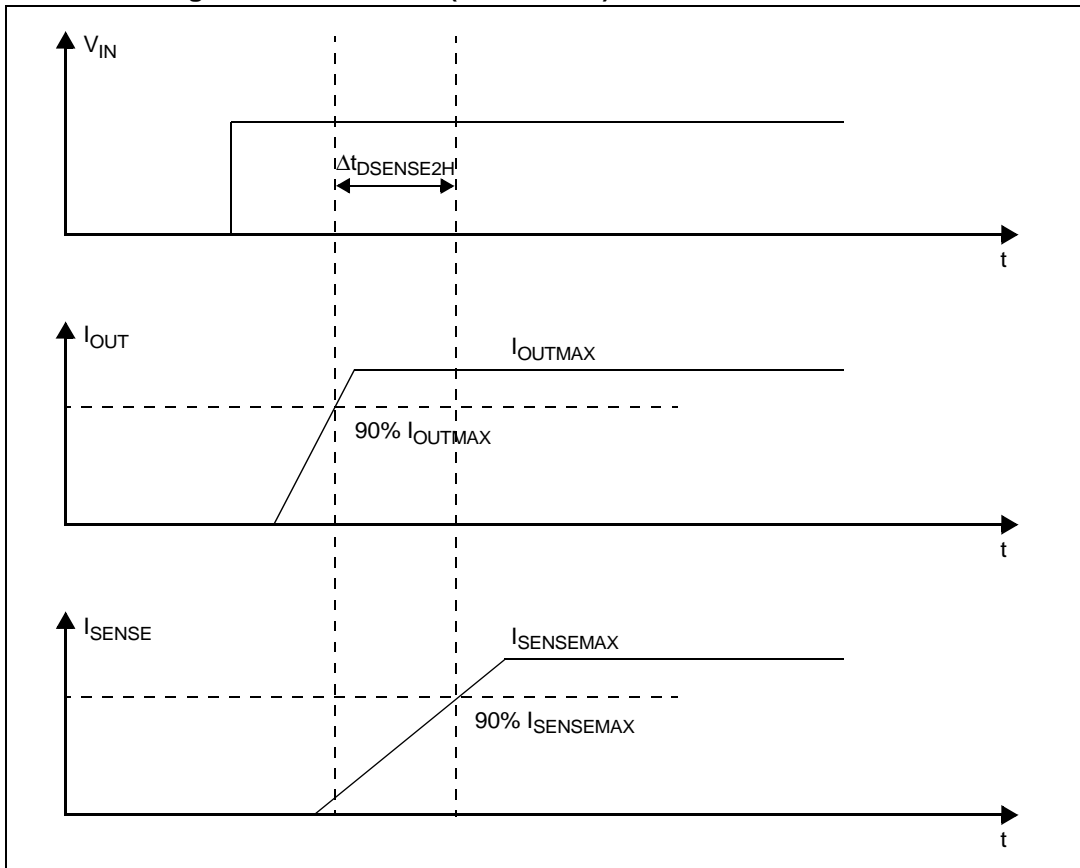 V_IN
Δt_DSENSE2H
t
I_OUT
I_OUTMAX
90% I_OUTMAX
t
I_SENSE
I_SENSEMAX
90% I_SENSEMAX
t